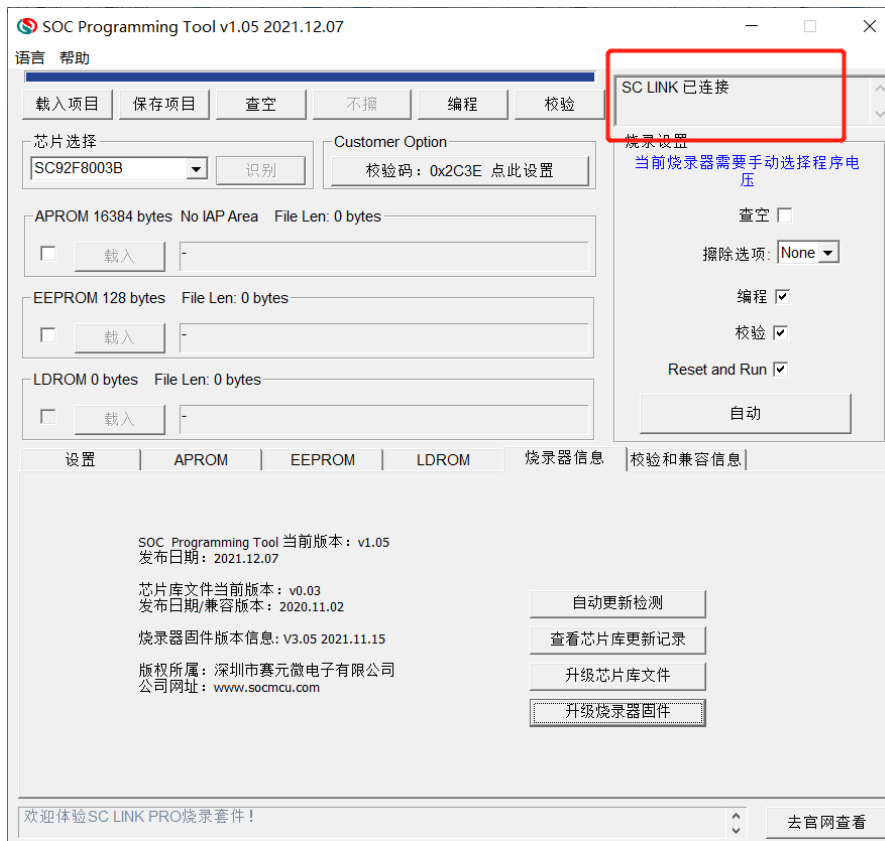 SOC Programming Tool v1.05 2021.12.07
语言 帮助
载入项目 保存项目 查空 不擦 编程 校验
SC LINK 已连接
芯片选择
SC92F8003B 识别
Customer Option
校验码：0x2C3E 点此设置
烧录设置
当前烧录器需要手动选择程序电
压
查空
擦除选项: None
编程
校验
Reset and Run
自动
APROM 16384 bytes No IAP Area File Len: 0 bytes
载入 -
EEPROM 128 bytes File Len: 0 bytes
载入 -
LDROM 0 bytes File Len: 0 bytes
载入 -
设置 APROM EEPROM LDROM 烧录器信息 校验和兼容信息
SOC Programming Tool 当前版本：v1.05
发布日期：2021.12.07
芯片库文件当前版本：v0.03
发布日期/兼容版本：2020.11.02
烧录器固件版本信息: V3.05 2021.11.15
版权所属：深圳市赛元微电子有限公司
公司网址：www.socmcu.com
自动更新检测
查看芯片库更新记录
升级芯片库文件
升级烧录器固件
欢迎体验SC LINK PRO烧录套件！
去官网查看